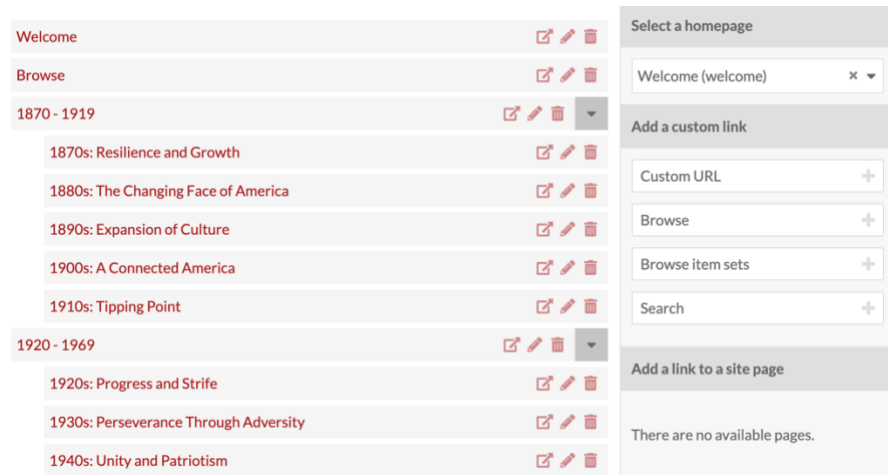 Welcome
Browse
1870 - 1919
1870s: Resilience and Growth
1880s: The Changing Face of America
1890s: Expansion of Culture
1900s: A Connected America
1910s: Tipping Point
1920 - 1969
1920s: Progress and Strife
1930s: Perseverance Through Adversity
1940s: Unity and Patriotism
Select a homepage
Welcome (welcome)
Add a custom link
Custom URL
Browse
Browse item sets
Search
Add a link to a site page
There are no available pages.